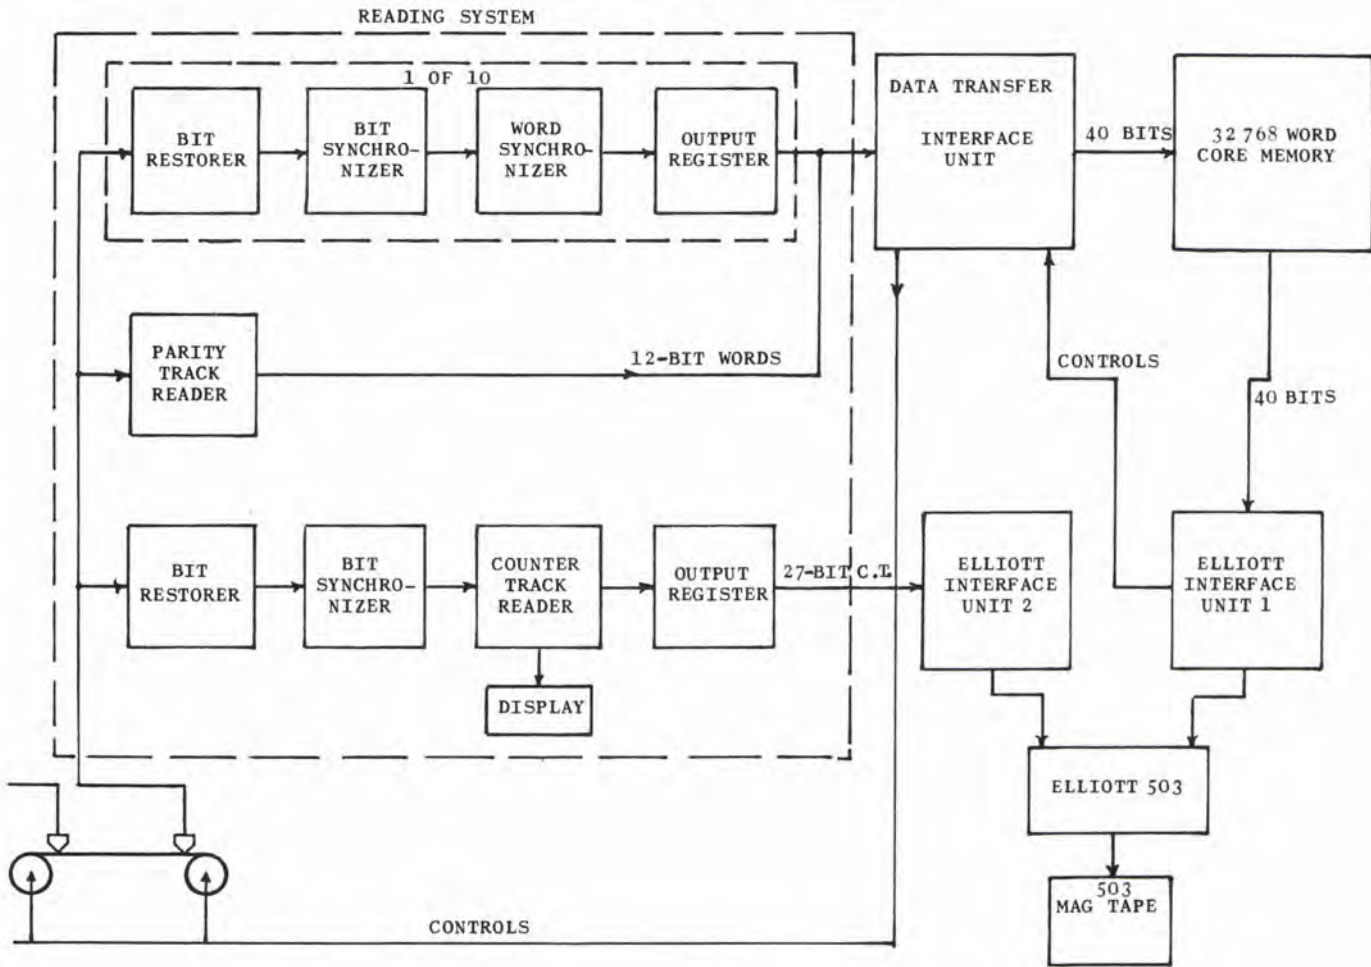 READING SYSTEM
1 OF 10
BIT
RESTORER
BIT
SYNCHRO-
NIZER
WORD
SYNCHRO-
NIZER
OUTPUT
REGISTER
DATA TRANSFER
INTERFACE
UNIT
40 BITS
32 768 WORD
CORE MEMORY
PARITY
TRACK
READER
12-BIT WORDS
CONTROLS
40 BITS
BIT
RESTORER
BIT
SYNCHRO-
NIZER
COUNTER
TRACK
READER
OUTPUT
REGISTER
27-BIT C.T.
ELLIOTT
INTERFACE
UNIT 2
ELLIOTT
INTERFACE
UNIT 1
DISPLAY
ELLIOTT 503
503
MAG TAPE
CONTROLS